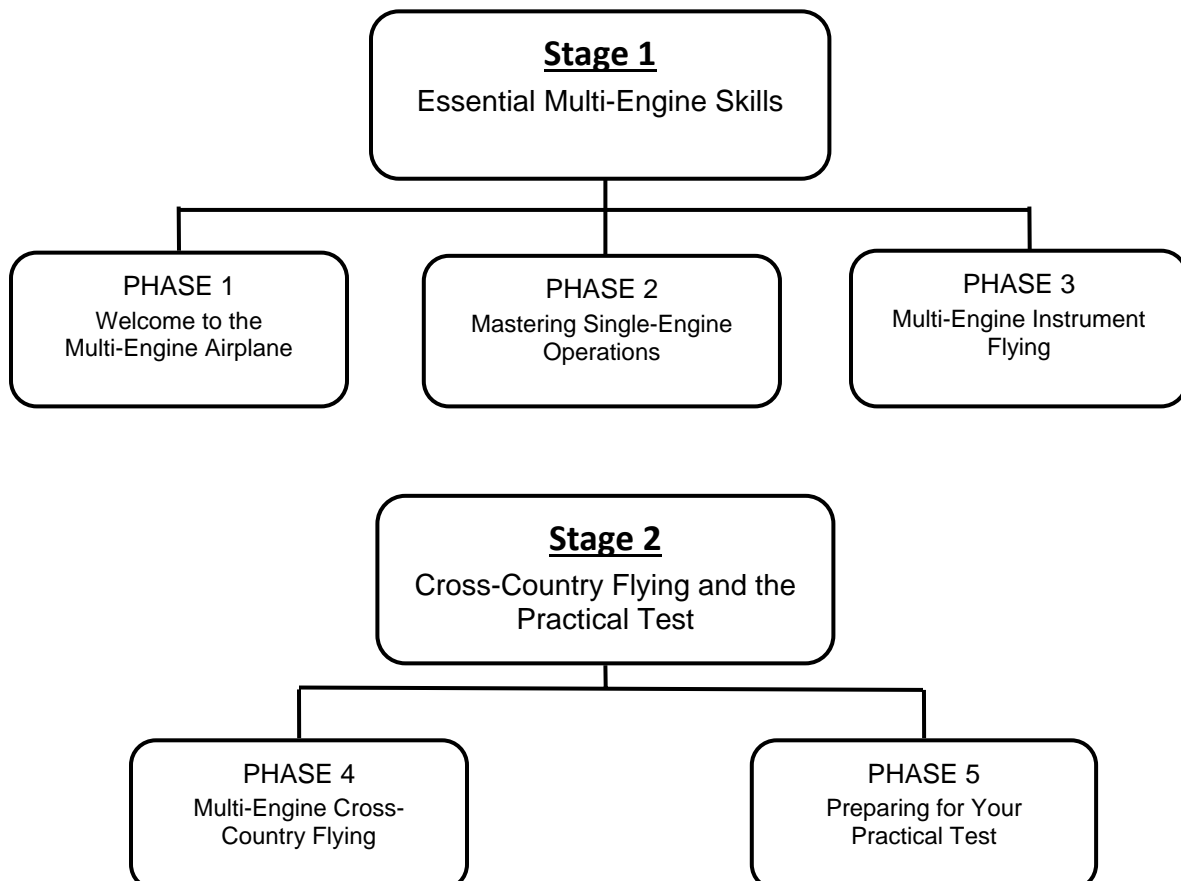 Stage 1
Essential Multi-Engine Skills
PHASE 1
Welcome to the
Multi-Engine Airplane
PHASE 2
Mastering Single-Engine
Operations
PHASE 3
Multi-Engine Instrument
Flying
Stage 2
Cross-Country Flying and the
Practical Test
PHASE 4
Multi-Engine Cross-
Country Flying
PHASE 5
Preparing for Your
Practical Test